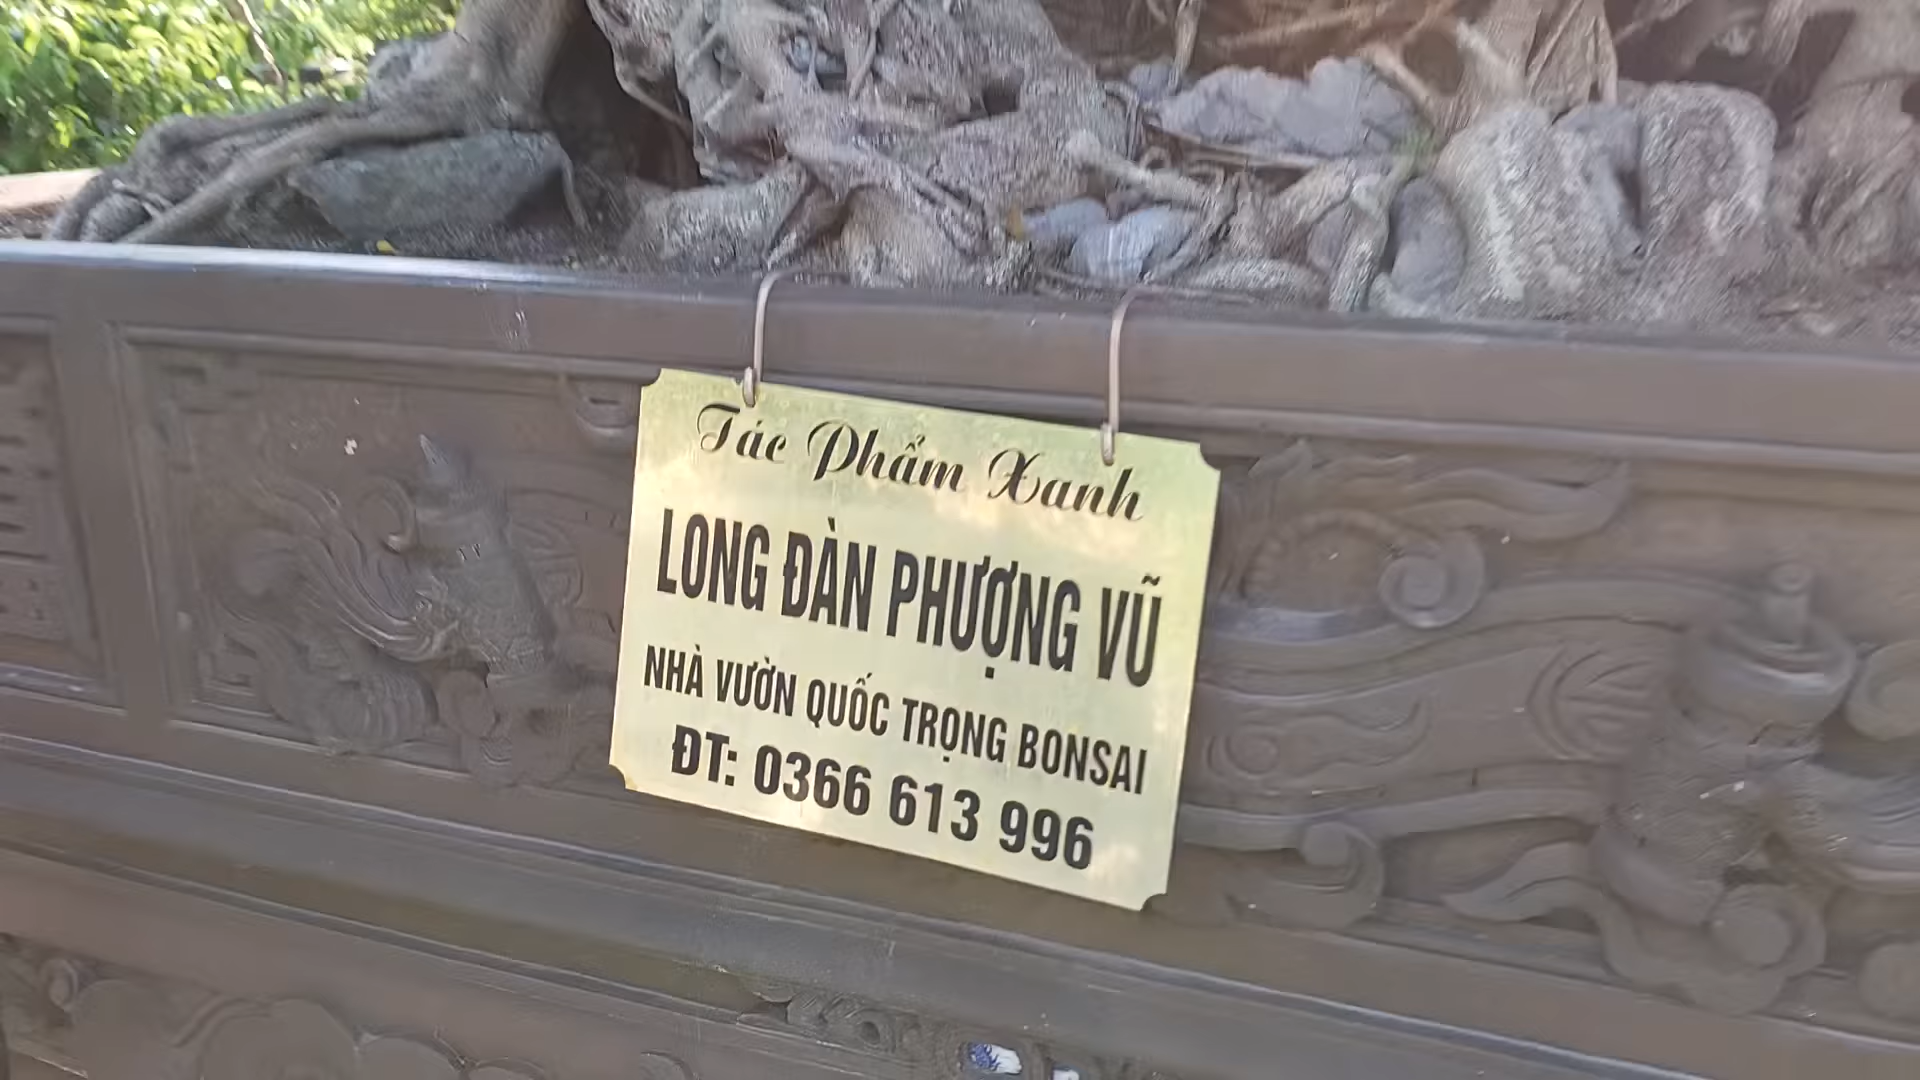 Tác Phẩm Xanh
LONG ĐÀN PHƯỢNG VŨ
NHÀ VƯỜN QUỐC TRỌNG BONSAI
ĐT: 0366 613 996